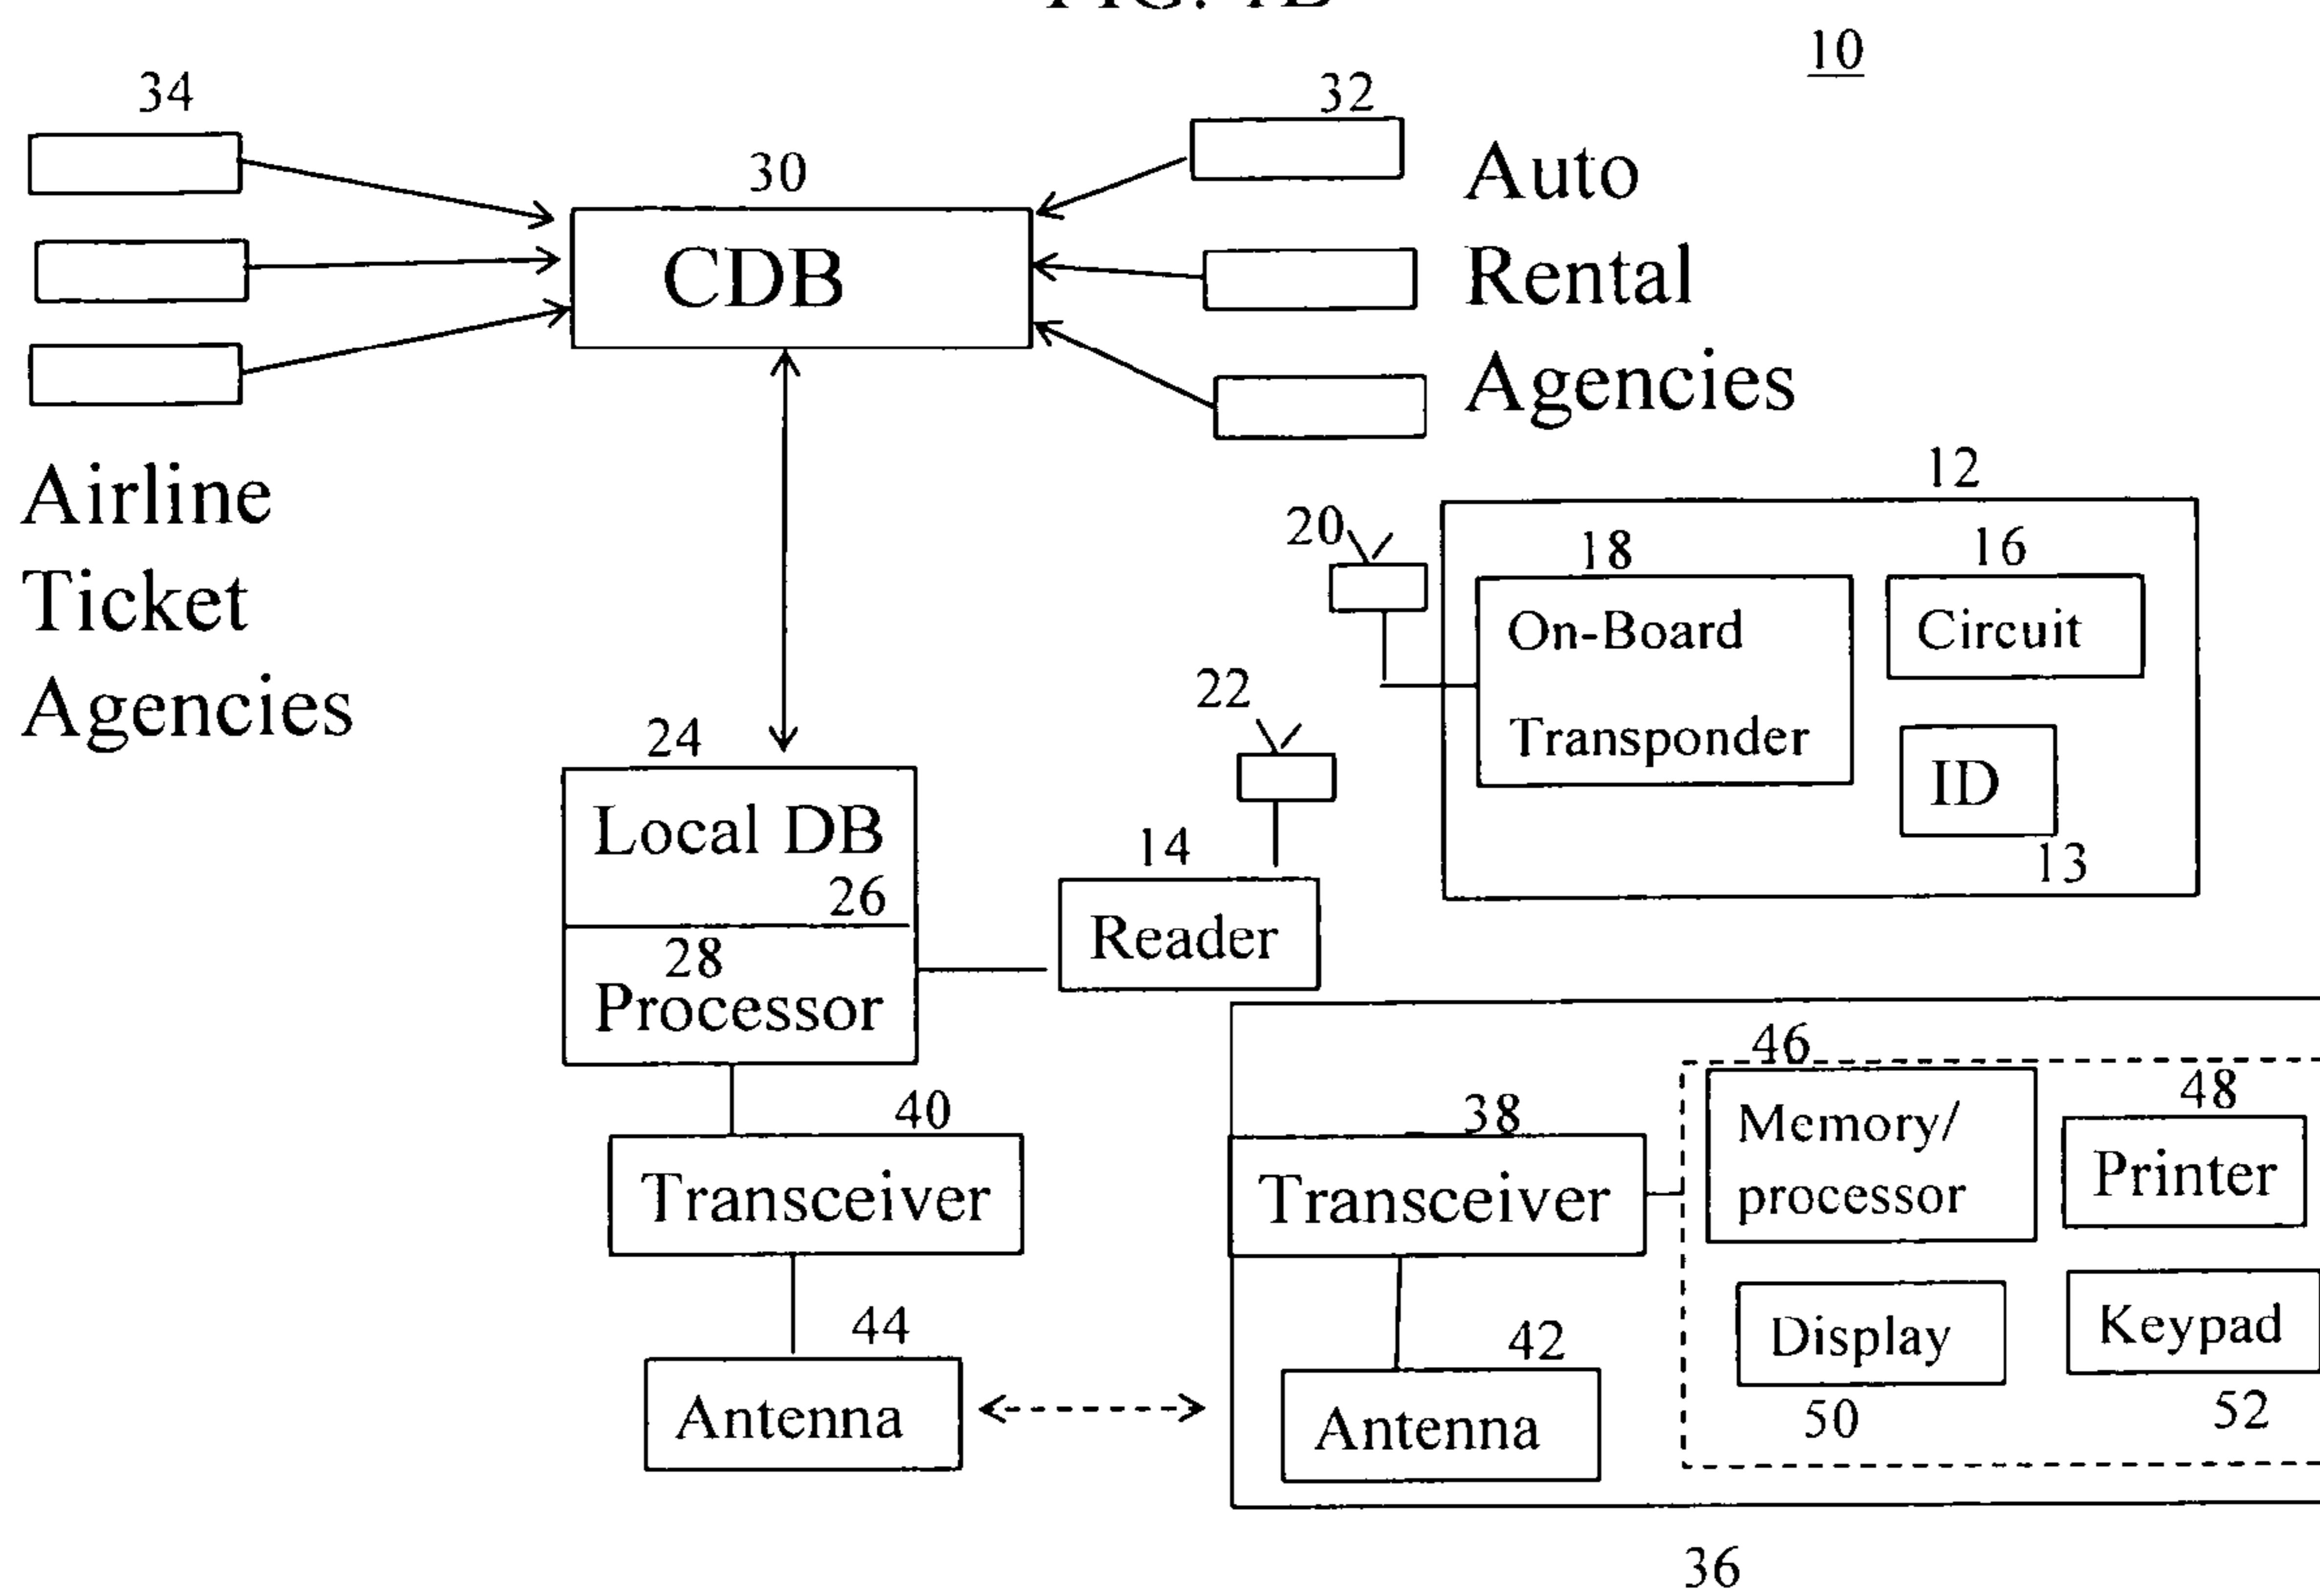 FIG. 1B
10
34
32
30
CDB
Auto
Rental
Agencies
Airline
Ticket
Agencies
12
20
18
16
On-Board
Transponder
Circuit
ID
13
22
24
Local DB
26
28
Processor
14
Reader
40
Transceiver
44
Antenna
38
Transceiver
42
Antenna
46
Memory/
processor
48
Printer
Display
50
Keypad
52
36